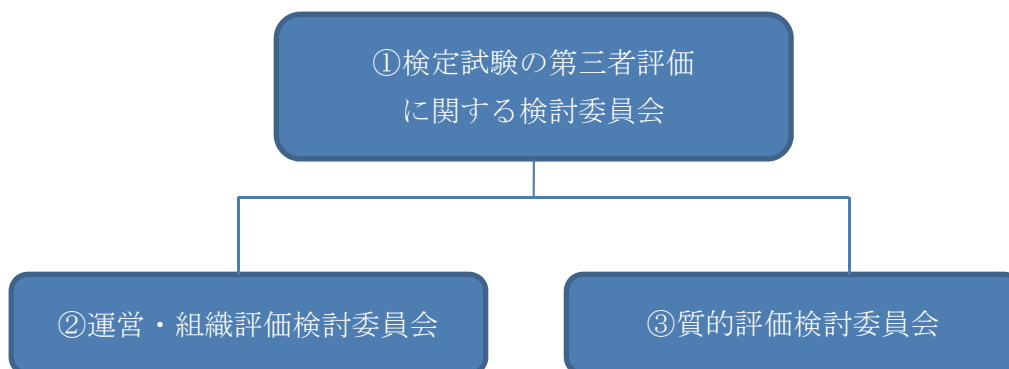 ①検定試験の第三者評価
に関する検討委員会
②運営・組織評価検討委員会
③質的評価検討委員会